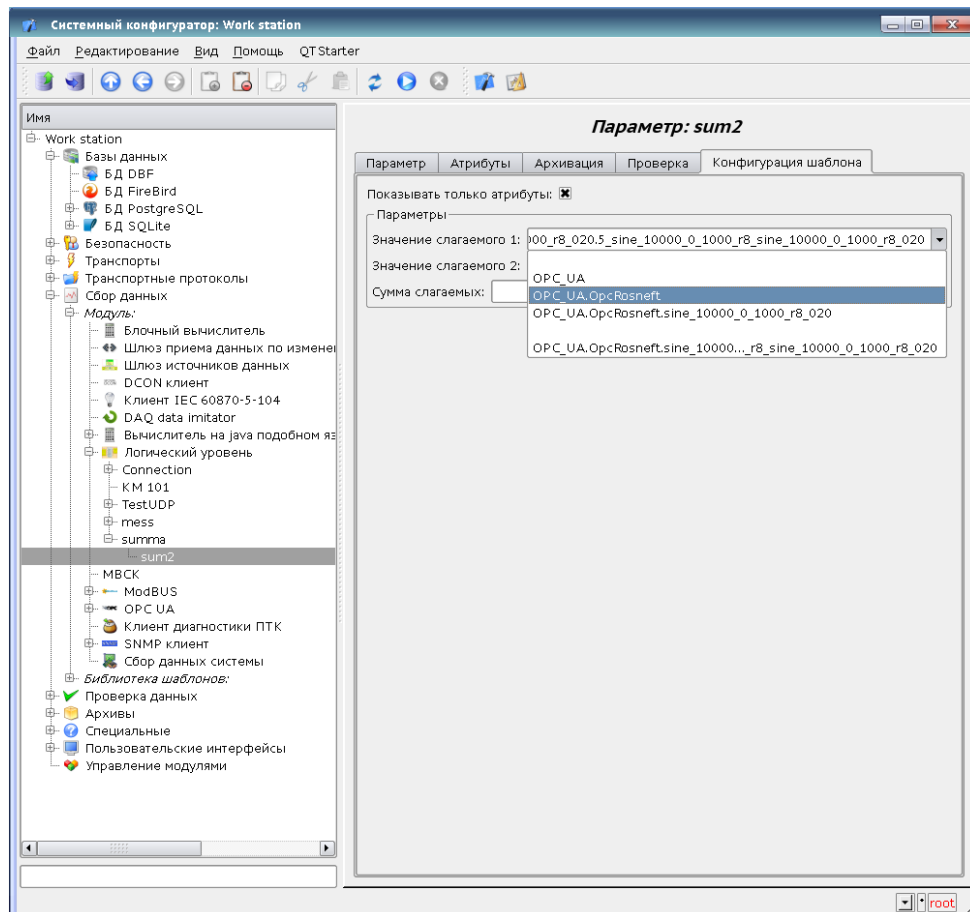 Системный конфигуратор: Work station
Файл Редактирование Вид Помощь QTStarter
Имя
Work station
Базы данных
БД DBF
БД FireBird
БД PostgreSQL
БД SQLite
Безопасность
Транспорты
Транспортные протоколы
Сбор данных
Модуль:
Блочный вычислитель
Шлюз приема данных по измене
Шлюз источников данных
DCON клиент
Клиент IEC 60870-5-104
DAQ data imitator
Вычислитель на java подобном яз
Логический уровень
Connection
KM 101
TestUDP
mess
summa
sum2
МВСК
ModBUS
OPC UA
Клиент диагностики ПТК
SNMP клиент
Сбор данных системы
Библиотека шаблонов:
Проверка данных
Архивы
Специальные
Пользовательские интерфейсы
Управление модулями
Параметр: sum2
Параметр Атрибуты Архивация Проверка Конфигурация шаблона
Показывать только атрибуты:
Параметры
Значение слагаемого 1: 000_r8_020.5_sine_10000_0_1000_r8_sine_10000_0_1000_r8_020
Значение слагаемого 2:
OPC_UA
Сумма слагаемых:
OPC_UA.OpcRosneft
OPC_UA.OpcRosneft.sine_10000_0_1000_r8_020
OPC_UA.OpcRosneft.sine_10000..._r8_sine_10000_0_1000_r8_020
root